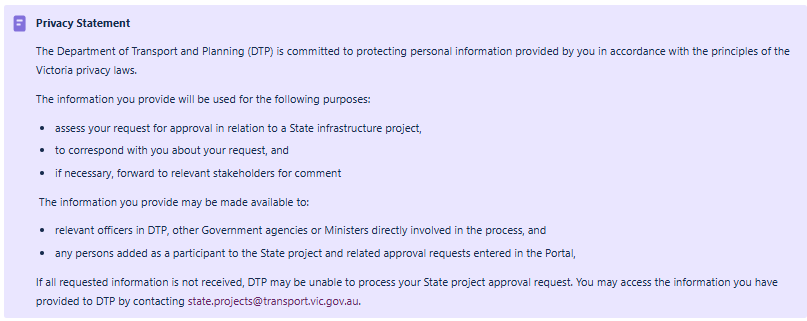 Privacy Statement
The Department of Transport and Planning (DTP) is committed to protecting personal information provided by you in accordance with the principles of the
Victoria privacy laws.
The information you provide will be used for the following purposes:
• assess your request for approval in relation to a State infrastructure project,
• to correspond with you about your request, and
• if necessary, forward to relevant stakeholders for comment
The information you provide may be made available to:
• relevant officers in DTP, other Government agencies or Ministers directly involved in the process, and
• any persons added as a participant to the State project and related approval requests entered in the Portal,
If all requested information is not received, DTP may be unable to process your State project approval request. You may access the information you have
provided to DTP by contacting state.projects@transport.vic.gov.au.